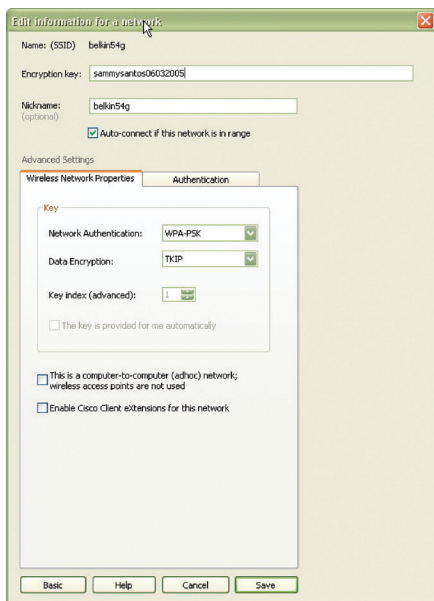 Edit information for a network
Name: (SSID) belkin54g
Encryption key: sammysantos06032005
Nickname: belkin54g
(optional)
Auto-connect if this network is in range
Advanced Settings
Wireless Network Properties Authentication
Key
Network Authentication: WPA-PSK
Data Encryption: TKIP
Key index (advanced): 1
The key is provided for me automatically
This is a computer-to-computer (adhoc) network;
wireless access points are not used
Enable Cisco Client eXtensions for this network
Basic Help Cancel Save